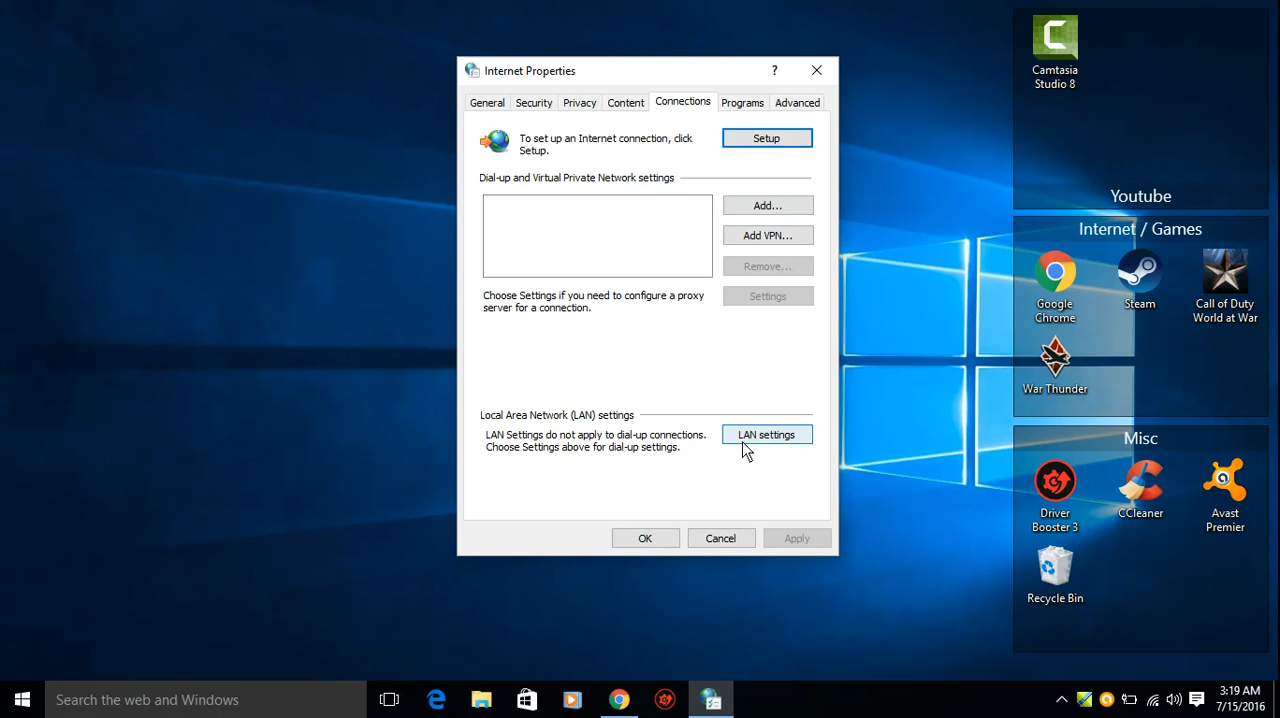 Internet Properties
?
General Security Privacy Content Connections Programs Advanced
To set up an Internet connection, click
Setup.
Setup
Dial-up and Virtual Private Network settings
Add...
Add VPN...
Remove...
Choose Settings if you need to configure a proxy
server for a connection.
Settings
Local Area Network (LAN) settings
LAN Settings do not apply to dial-up connections.
Choose Settings above for dial-up settings.
LAN settings
OK Cancel Apply
Camtasia
Studio 8
Youtube
Internet / Games
Google
Chrome
Steam
Call of Duty
World at War
War Thunder
Misc
Driver
Booster 3
CCleaner
Avast
Premier
Recycle Bin
Search the web and Windows
3:19 AM
7/15/2016